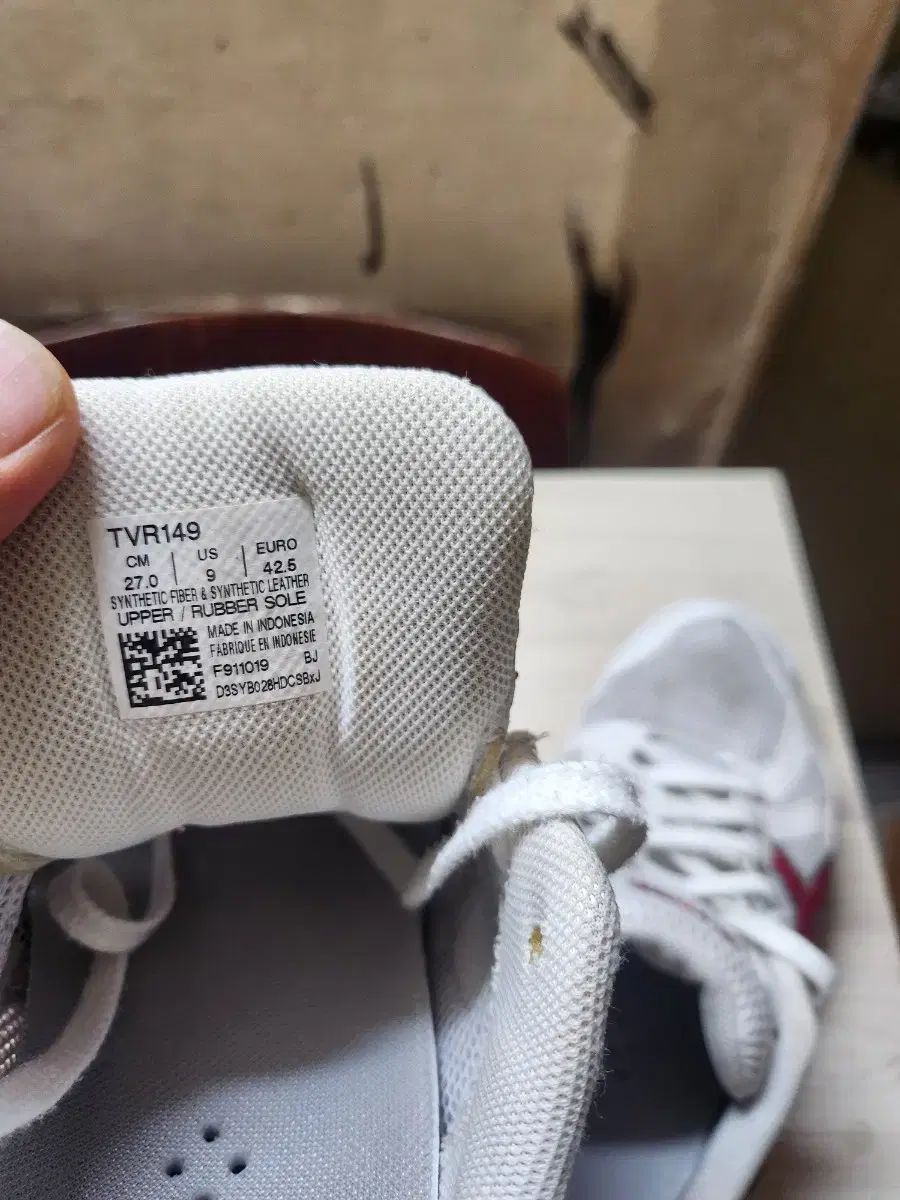 TVR149
CM | US | EURO
27.0 | 9 | 42.5
SYNTHETIC FIBER & SYNTHETIC LEATHER
UPPER / RUBBER SOLE
MADE IN INDONESIA
FABRIQUE EN INDONESIE
F911019 BJ
D3SYB028HDCSBxJ